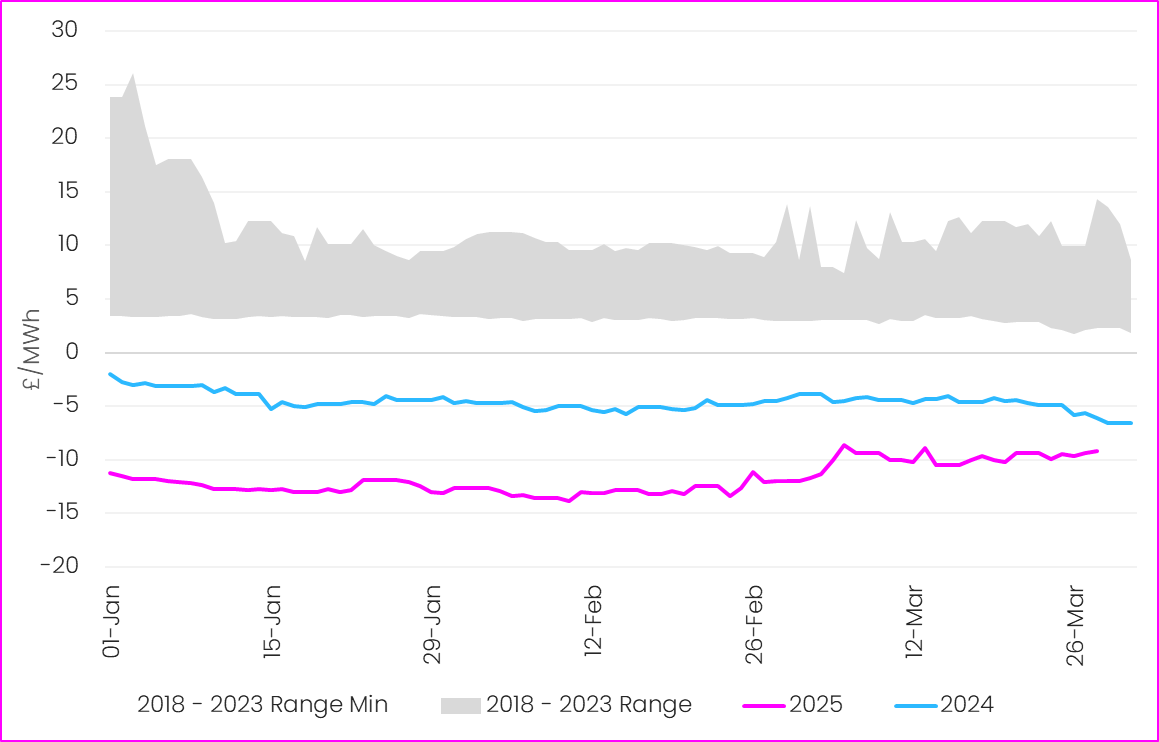 30
25
20
15
10
5
0
-5
-10
-15
-20
£/MWh
01-Jan
15-Jan
29-Jan
12-Feb
26-Feb
12-Mar
26-Mar
2018 - 2023 Range Min
2018 - 2023 Range
2025
2024